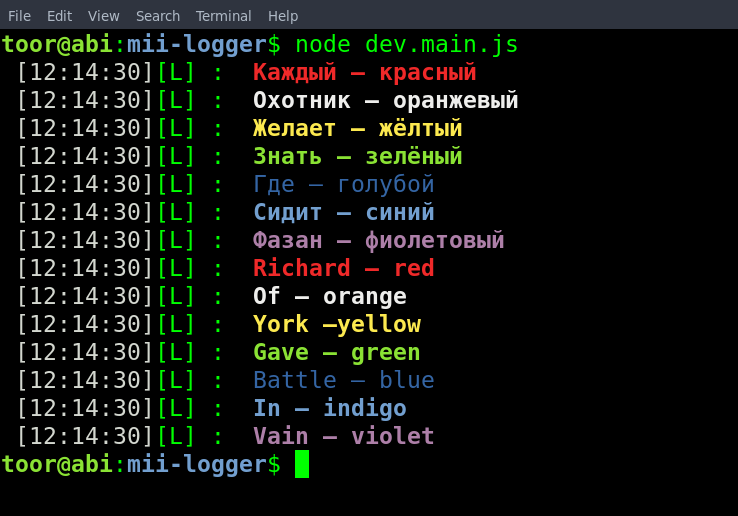 File Edit View Search Terminal Help
toor@abi:mii-logger$ node dev.main.js
[12:14:30][L] : Каждый — красный
[12:14:30][L] : Охотник — оранжевый
[12:14:30][L] : Желает — жёлтый
[12:14:30][L] : Знать — зелёный
[12:14:30][L] : Где — голубой
[12:14:30][L] : Сидит — синий
[12:14:30][L] : Фазан — фиолетовый
[12:14:30][L] : Richard — red
[12:14:30][L] : Of — orange
[12:14:30][L] : York —yellow
[12:14:30][L] : Gave — green
[12:14:30][L] : Battle — blue
[12:14:30][L] : In — indigo
[12:14:30][L] : Vain — violet
toor@abi:mii-logger$